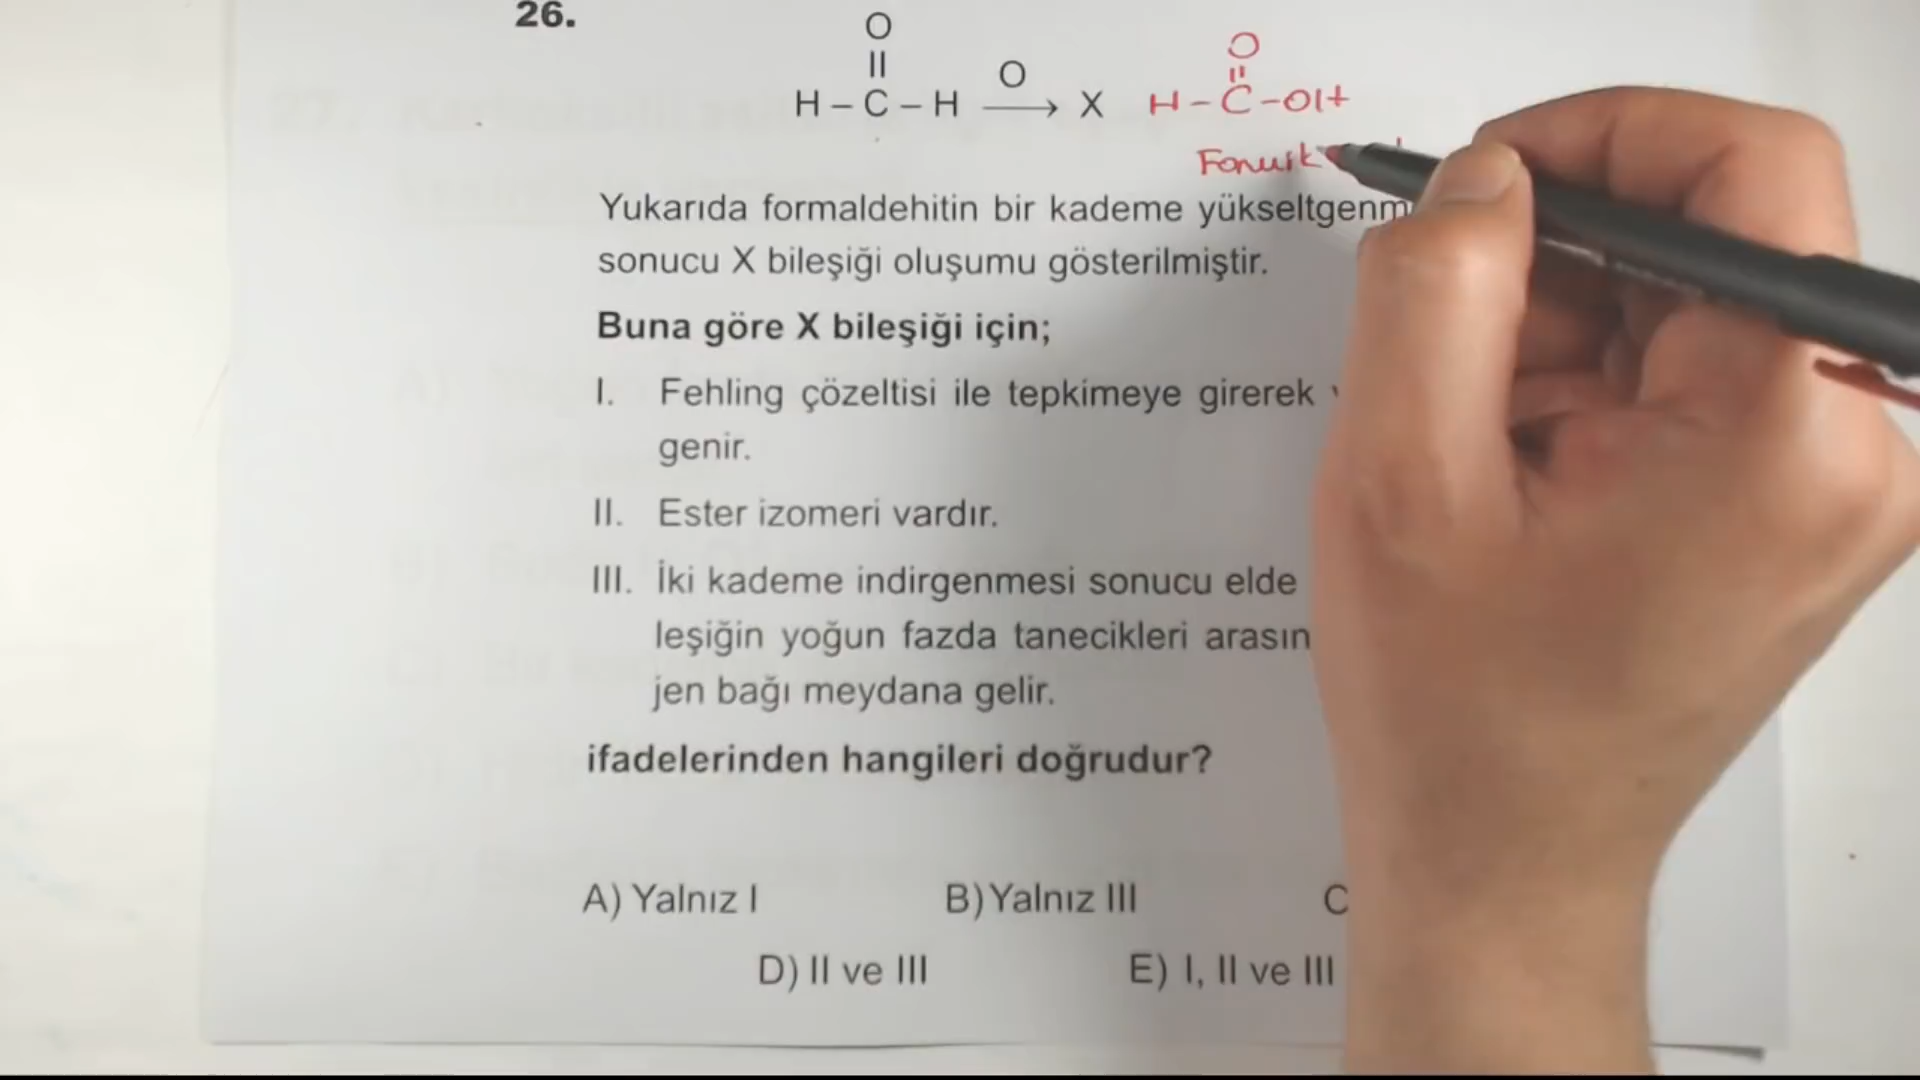 26.
O
||
H – C – H O → X
O
||
H – C – OH
Formik
Yukarıda formaldehitin bir kademe
sonucu X bileşiği oluşumu gösterilmiştir.
Buna göre X bileşiği için;
I. Fehling çözeltisi ile tepkimeye girerek
genir.
II. Ester izomeri vardır.
III. İki kademe indirgenmesi sonucu elde
leşiğin yoğun fazda tanecikleri
jen bağı meydana gelir.
ifadelerinden hangileri doğrudur?
A) Yalnız I B) Yalnız III C
D) II ve III E) I, II ve III